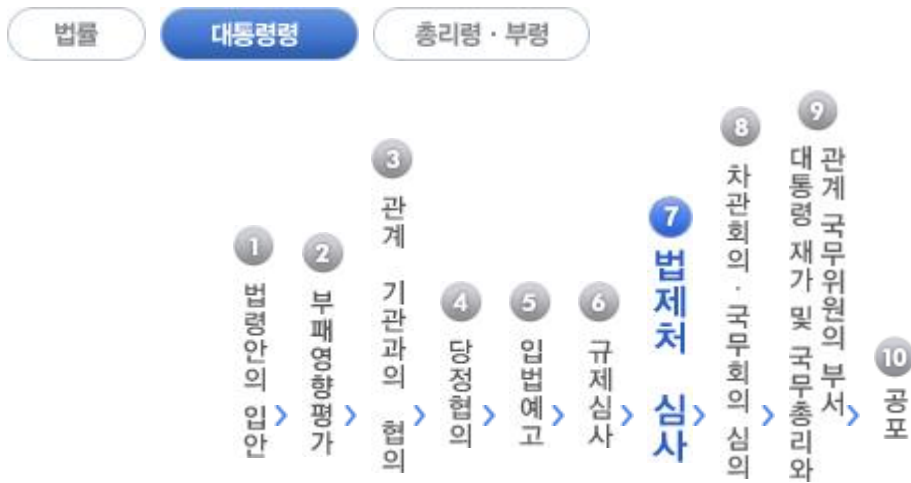 법률
대통령령
총리령 · 부령
1
법령안의 입안
2
부패영향평가
3
관계 기관과의 협의
4
당정협의
5
입법예고
6
규제심사
7
법제처 심사
8
차관회의 · 국무회의 심의
9
대통령 재가 및 국무총리와
관계 국무위원의 부서
10
공포